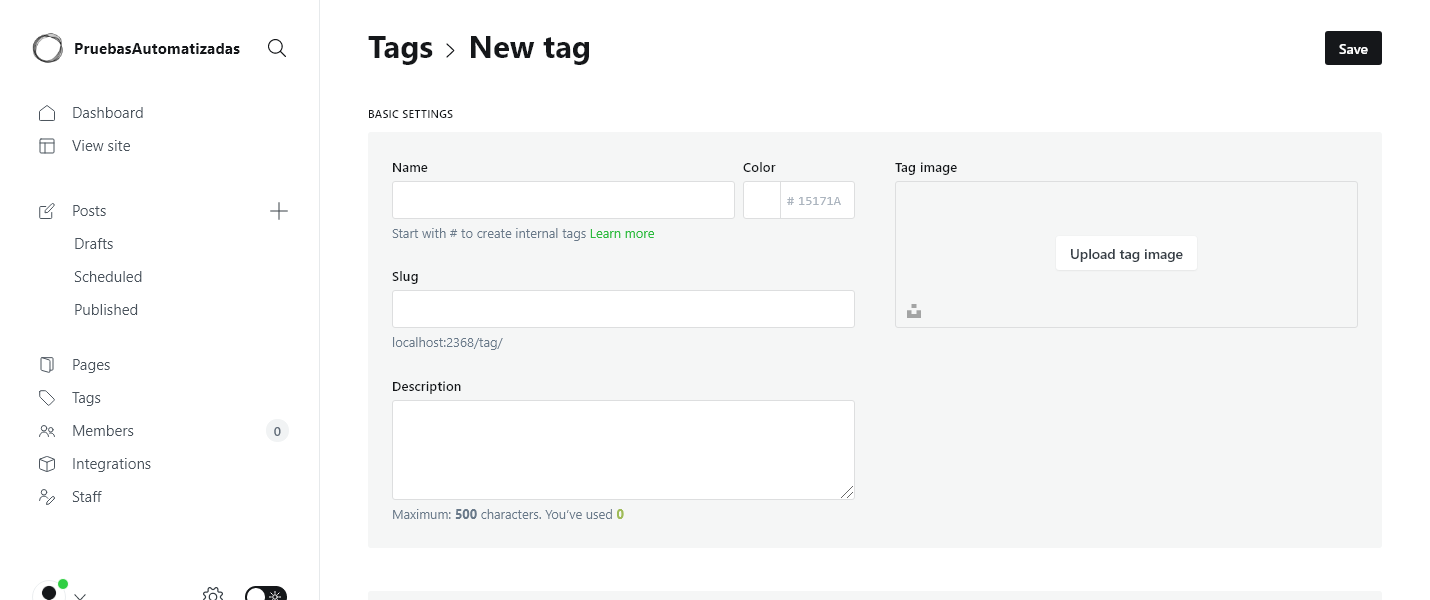 PruebasAutomatizadas
Dashboard
View site
Posts
Drafts
Scheduled
Published
Pages
Tags
Members 0
Integrations
Staff
Tags > New tag
Save
BASIC SETTINGS
Name
Start with # to create internal tags Learn more
Color
# 15171A
Slug
localhost:2368/tag/
Description
Maximum: 500 characters. You've used 0
Tag image
Upload tag image